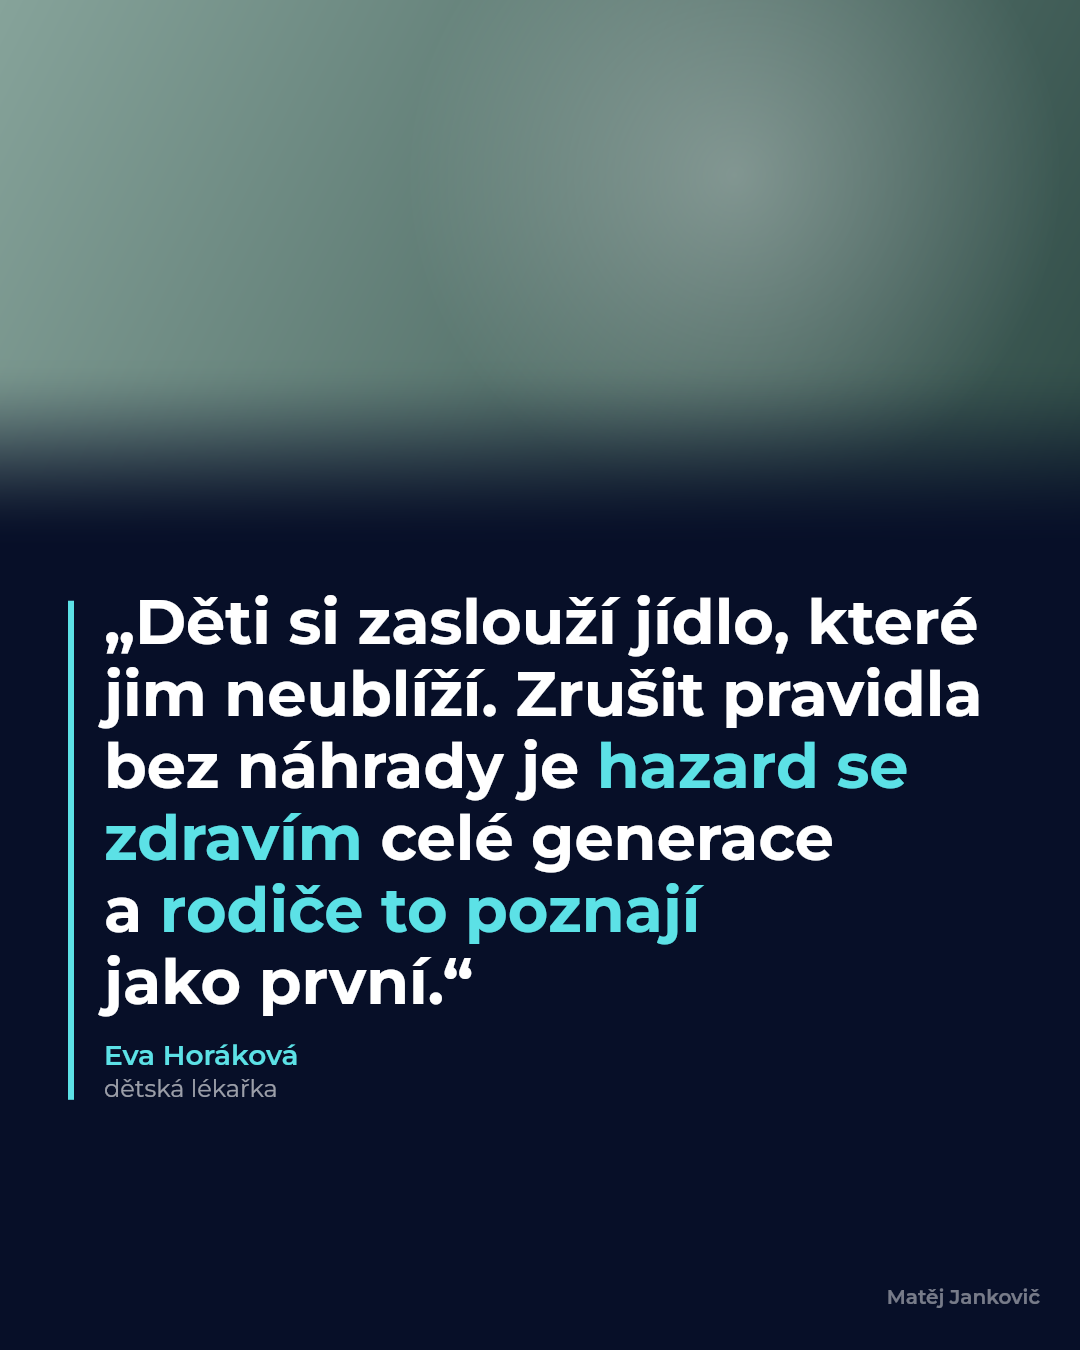 „Děti si zaslouží jídlo, které
jim neublíží. Zrušit pravidla
bez náhrady je hazard se
zdravím celé generace
a rodiče to poznají
jako první.“
Eva Horáková
dětská lékařka
Matěj Jankovič